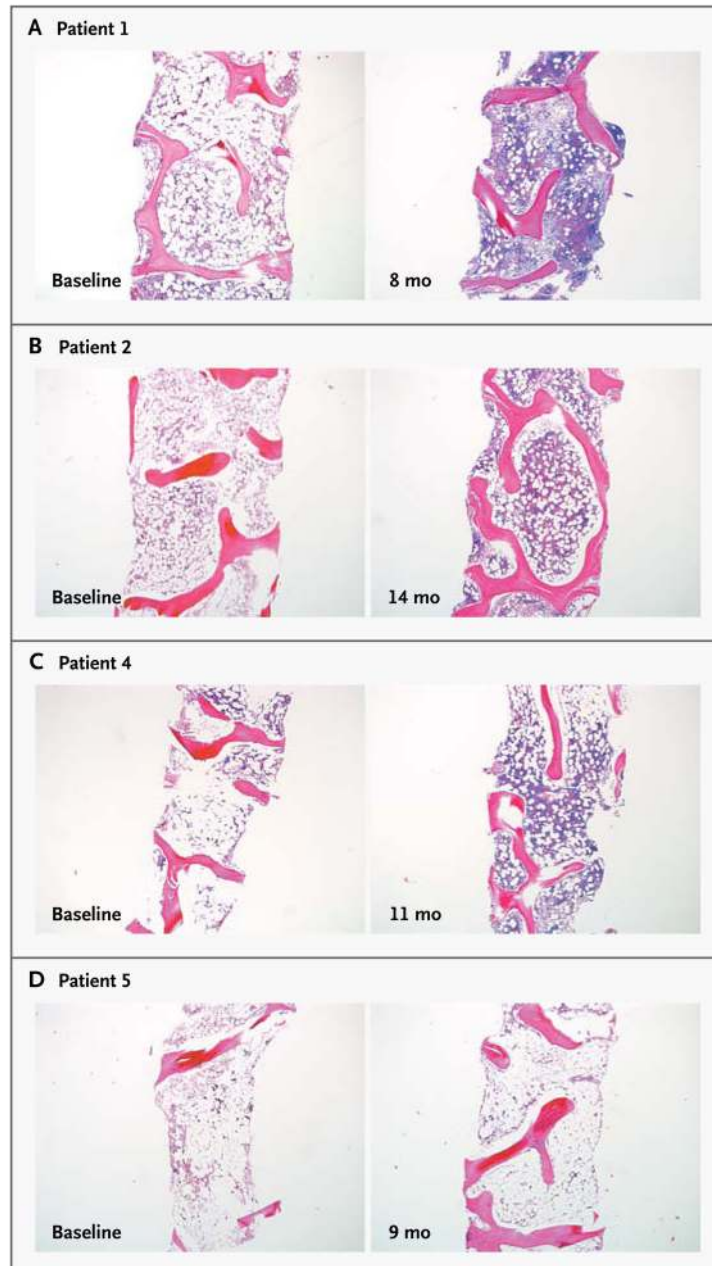 A Patient 1
Baseline
8 mo
B Patient 2
Baseline
14 mo
C Patient 4
Baseline
11 mo
D Patient 5
Baseline
9 mo